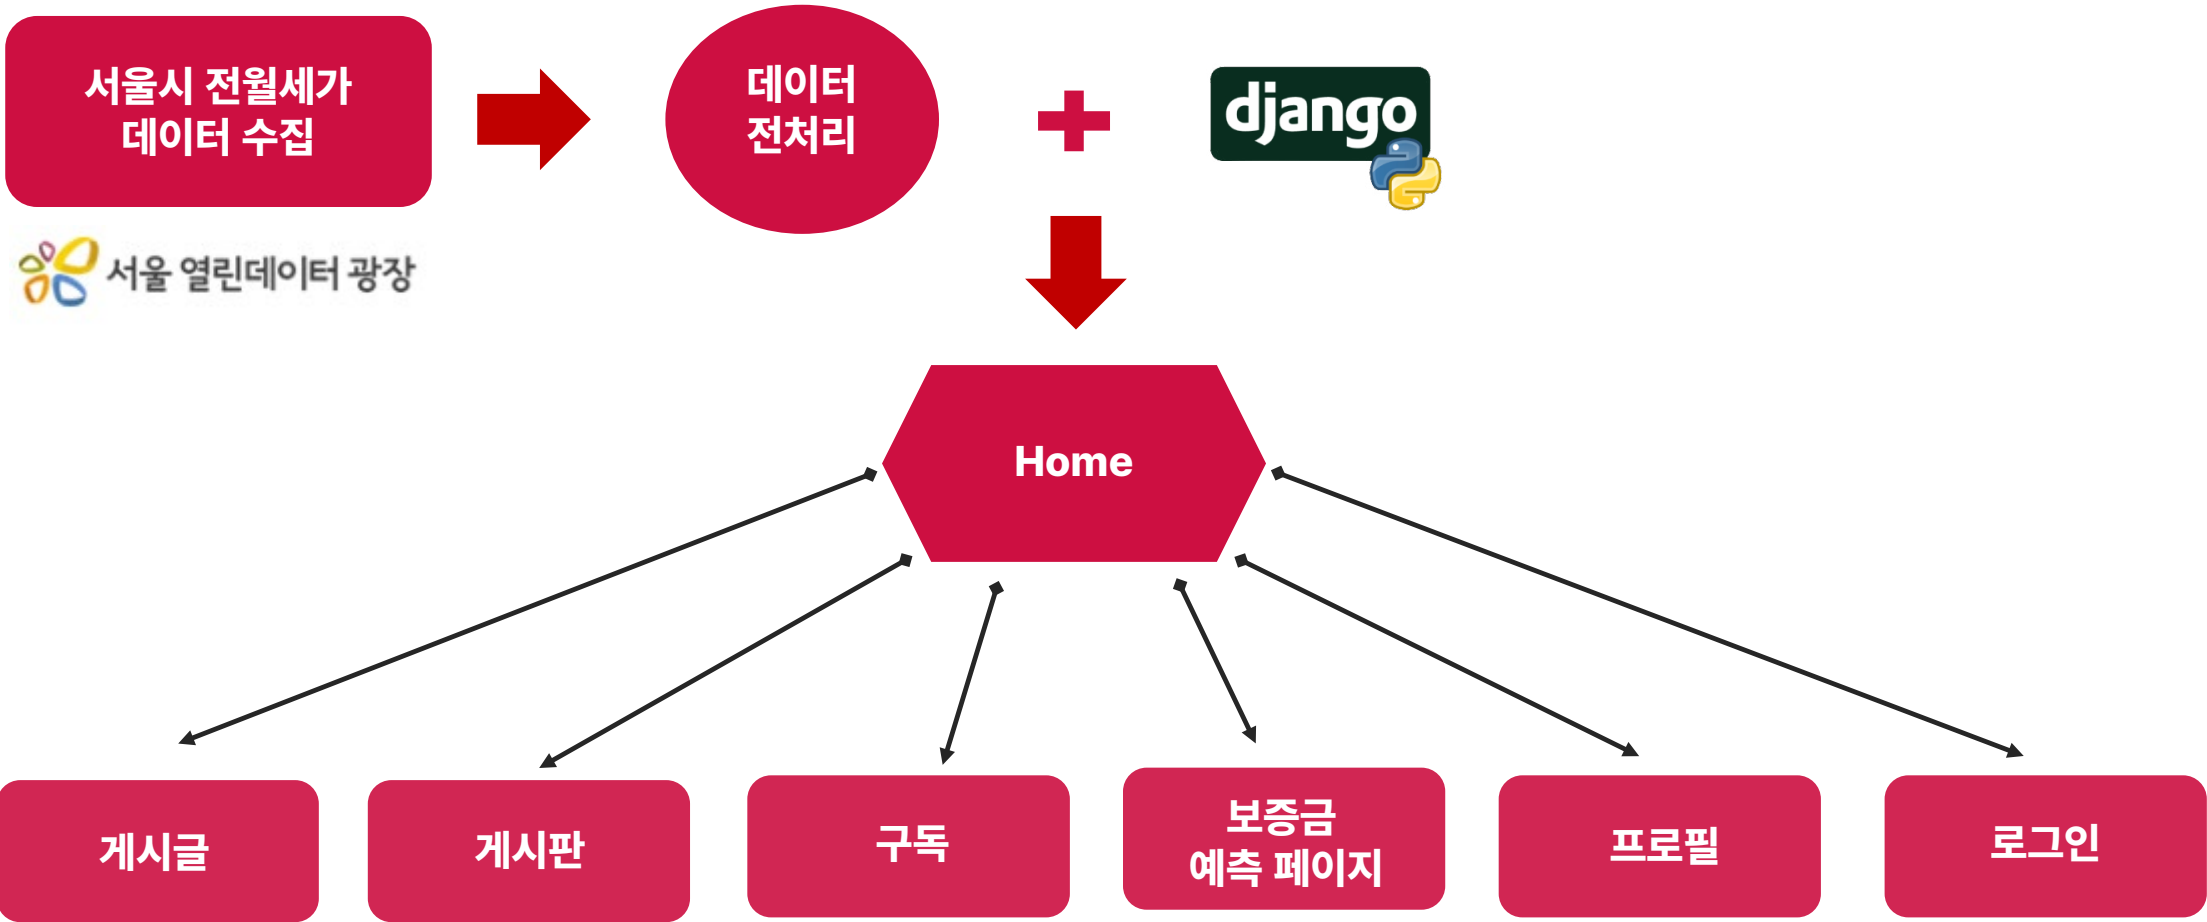 서울시 전월세가
데이터 수집
데이터
전처리
django
서울 열린데이터 광장
Home
게시글
게시판
구독
보증금
예측 페이지
프로필
로그인